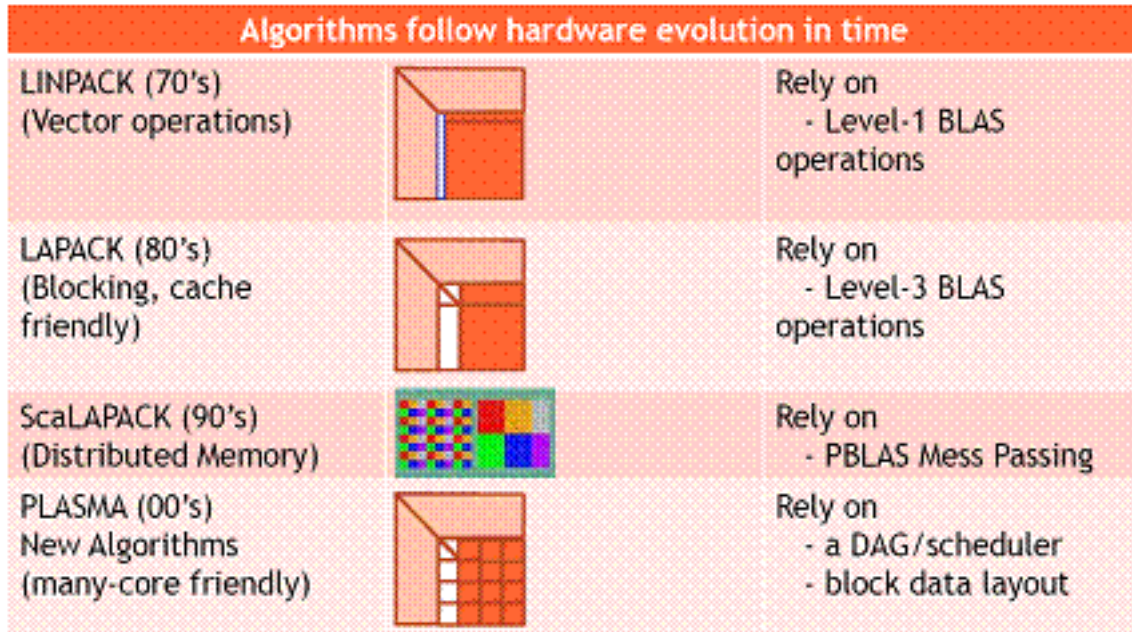 Algorithms follow hardware evolution in time
LINPACK (70's)
(Vector operations)
Rely on
- Level-1 BLAS
operations
LAPACK (80's)
(Blocking, cache
friendly)
Rely on
- Level-3 BLAS
operations
ScaLAPACK (90's)
(Distributed Memory)
Rely on
- PBLAS Mess Passing
PLASMA (00's)
New Algorithms
(many-core friendly)
Rely on
- a DAG/scheduler
- block data layout